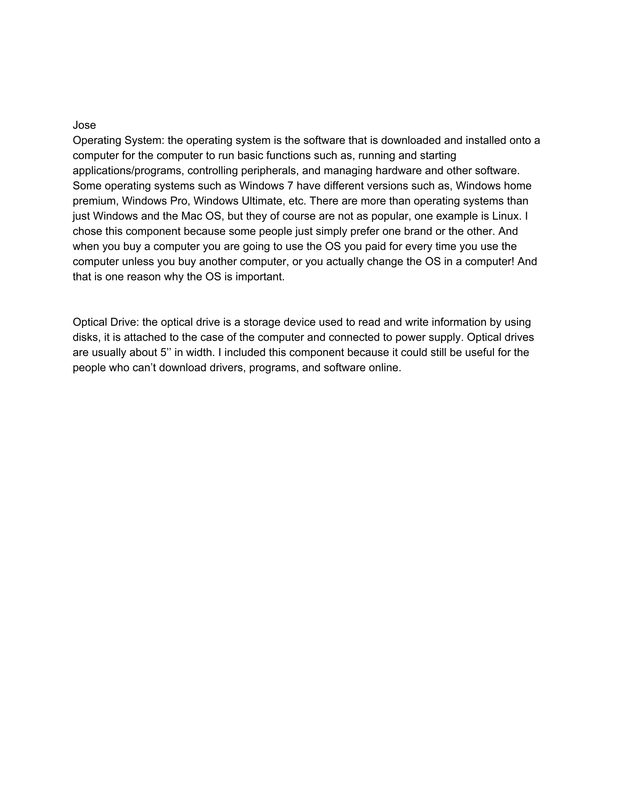 Jose
Operating System: the operating system is the software that is downloaded and installed onto a
computer for the computer to run basic functions such as, running and starting
applications/programs, controlling peripherals, and managing hardware and other software.
Some operating systems such as Windows 7 have different versions such as, Windows home
premium, Windows Pro, Windows Ultimate, etc. There are more than operating systems than
just Windows and the Mac OS, but they of course are not as popular, one example is Linux. I
chose this component because some people just simply prefer one brand or the other. And
when you buy a computer you are going to use the OS you paid for every time you use the
computer unless you buy another computer, or you actually change the OS in a computer! And
that is one reason why the OS is important.
Optical Drive: the optical drive is a storage device used to read and write information by using
disks, it is attached to the case of the computer and connected to power supply. Optical drives
are usually about 5’’ in width. I included this component because it could still be useful for the
people who can’t download drivers, programs, and software online.